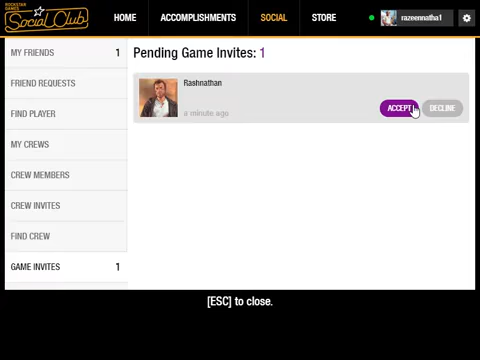 ROCKSTAR GAMES
Social Club
HOME
ACCOMPLISHMENTS
SOCIAL
STORE
razeennatha1
MY FRIENDS 1
FRIEND REQUESTS
FIND PLAYER
MY CREWS
CREW MEMBERS
CREW INVITES
FIND CREW
GAME INVITES 1
Pending Game Invites: 1
Rashnathan
a minute ago
ACCEPT
DECLINE
[ESC] to close.